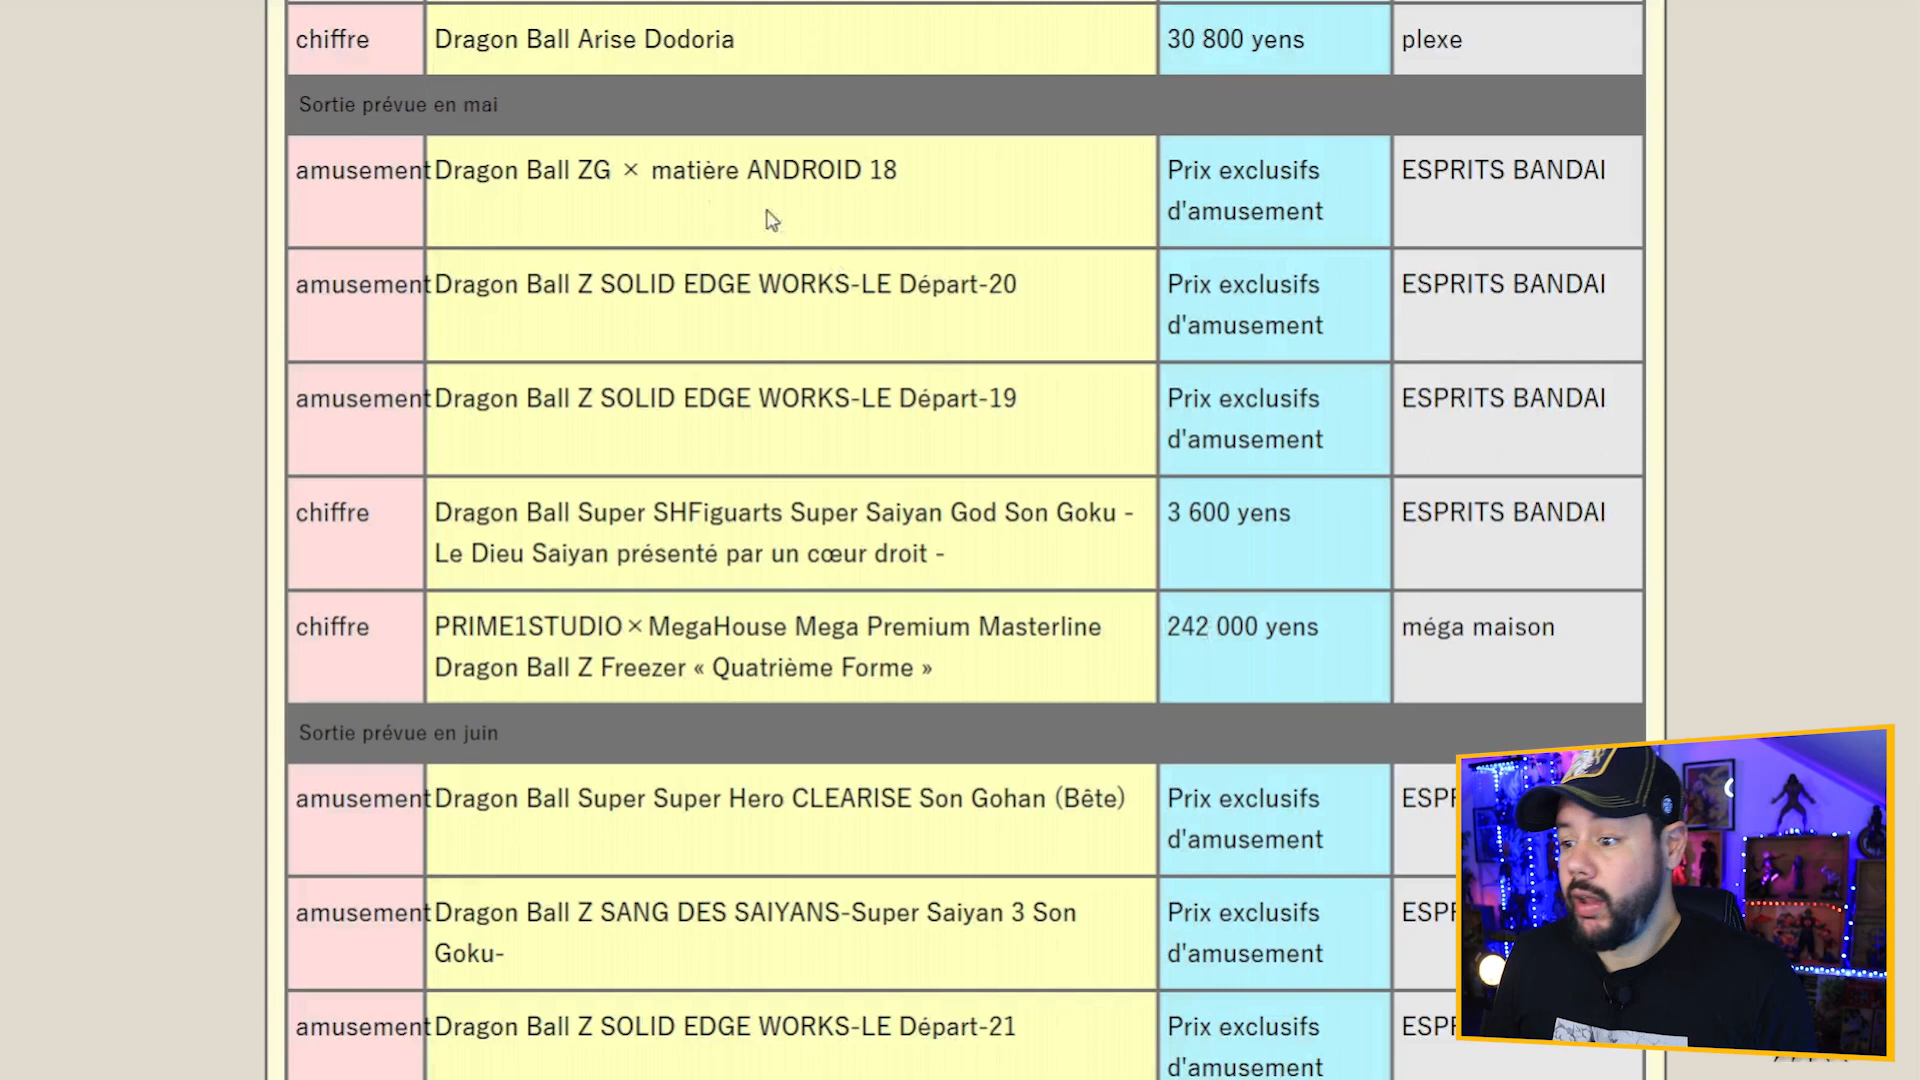 chiffre Dragon Ball Arise Dodoria 30 800 yens plexe
Sortie prévue en mai
amusement Dragon Ball ZG × matière ANDROID 18 Prix exclusifs d'amusement ESPRITS BANDAI
amusement Dragon Ball Z SOLID EDGE WORKS-LE Départ-20 Prix exclusifs d'amusement ESPRITS BANDAI
amusement Dragon Ball Z SOLID EDGE WORKS-LE Départ-19 Prix exclusifs d'amusement ESPRITS BANDAI
chiffre Dragon Ball Super SHFiguarts Super Saiyan God Son Goku - 3 600 yens ESPRITS BANDAI
Le Dieu Saiyan présenté par un cœur droit -
chiffre PRIME1STUDIO×MegaHouse Mega Premium Masterline 242 000 yens méga maison
Dragon Ball Z Freezer « Quatrième Forme »
Sortie prévue en juin
amusement Dragon Ball Super Super Hero CLEARISE Son Gohan (Bête) Prix exclusifs d'amusement
amusement Dragon Ball Z SANG DES SAIYANS-Super Saiyan 3 Son Prix exclusifs
Goku- d'amusement
amusement Dragon Ball Z SOLID EDGE WORKS-LE Départ-21 Prix exclusifs d'amusement